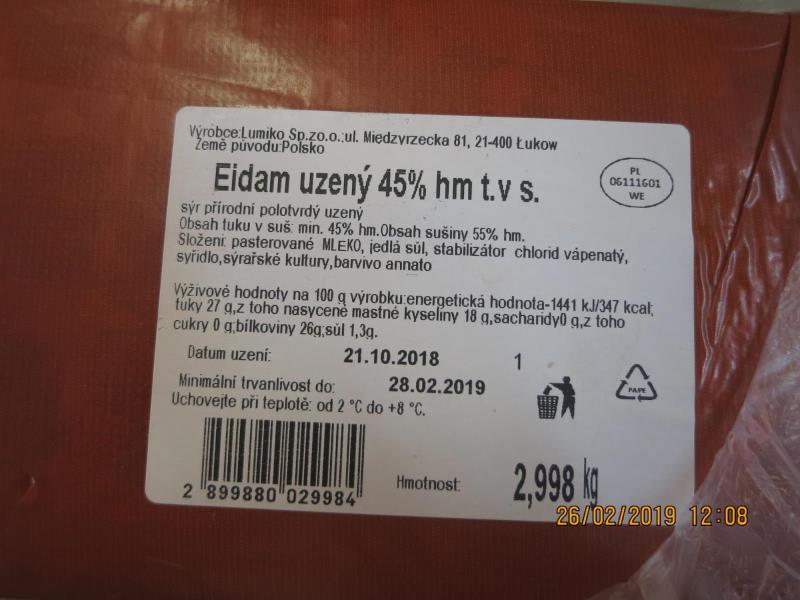 Výrobce:Lumiko Sp.zo.o.:ul. Międzyrzecka 81, 21-400 Łukow
Země původu:Polsko
Eidam uzený 45% hm t.v s.
PL
06111601
WE
sýr přírodní polotvrdý uzený
Obsah tuku v suš: min. 45% hm.Obsah sušiny 55% hm.
Složení: pasterované MLEKO, jedlá sůl, stabilizátor chlorid vápenatý,
syřidlo,sýrařské kultury,barvivo annato
Výživové hodnoty na 100 g výrobku:energetická hodnota-1441 kJ/347 kcal;
tuky 27 g,z toho nasycené mastné kyseliny 18 g,sacharidy0 g,z toho
cukry 0 g;bílkoviny 26g;sůl 1,3g.
Datum uzení: 21.10.2018 1
Minimální trvanlivost do: 28.02.2019
Uchovejte při teplotě: od 2 °C do +8 °C.
PAPE
2 899880 029984
Hmotnost: 2,998 kg
26/02/2019 12:08